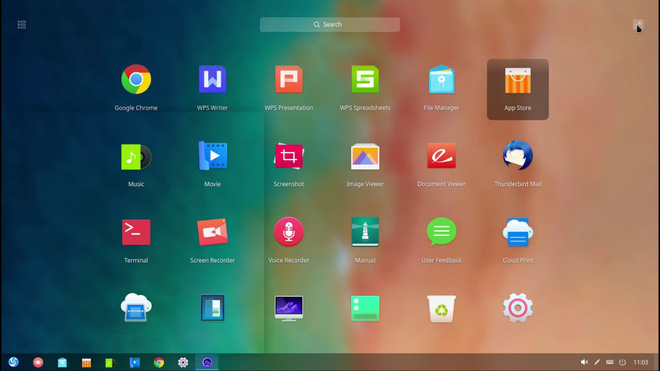 Search
Google Chrome
WPS Writer
WPS Presentation
WPS Spreadsheets
File Manager
App Store
Music
Movie
Screenshot
Image Viewer
Document Viewer
Thunderbird Mail
Terminal
Screen Recorder
Voice Recorder
Manual
User Feedback
Cloud Print
11:03